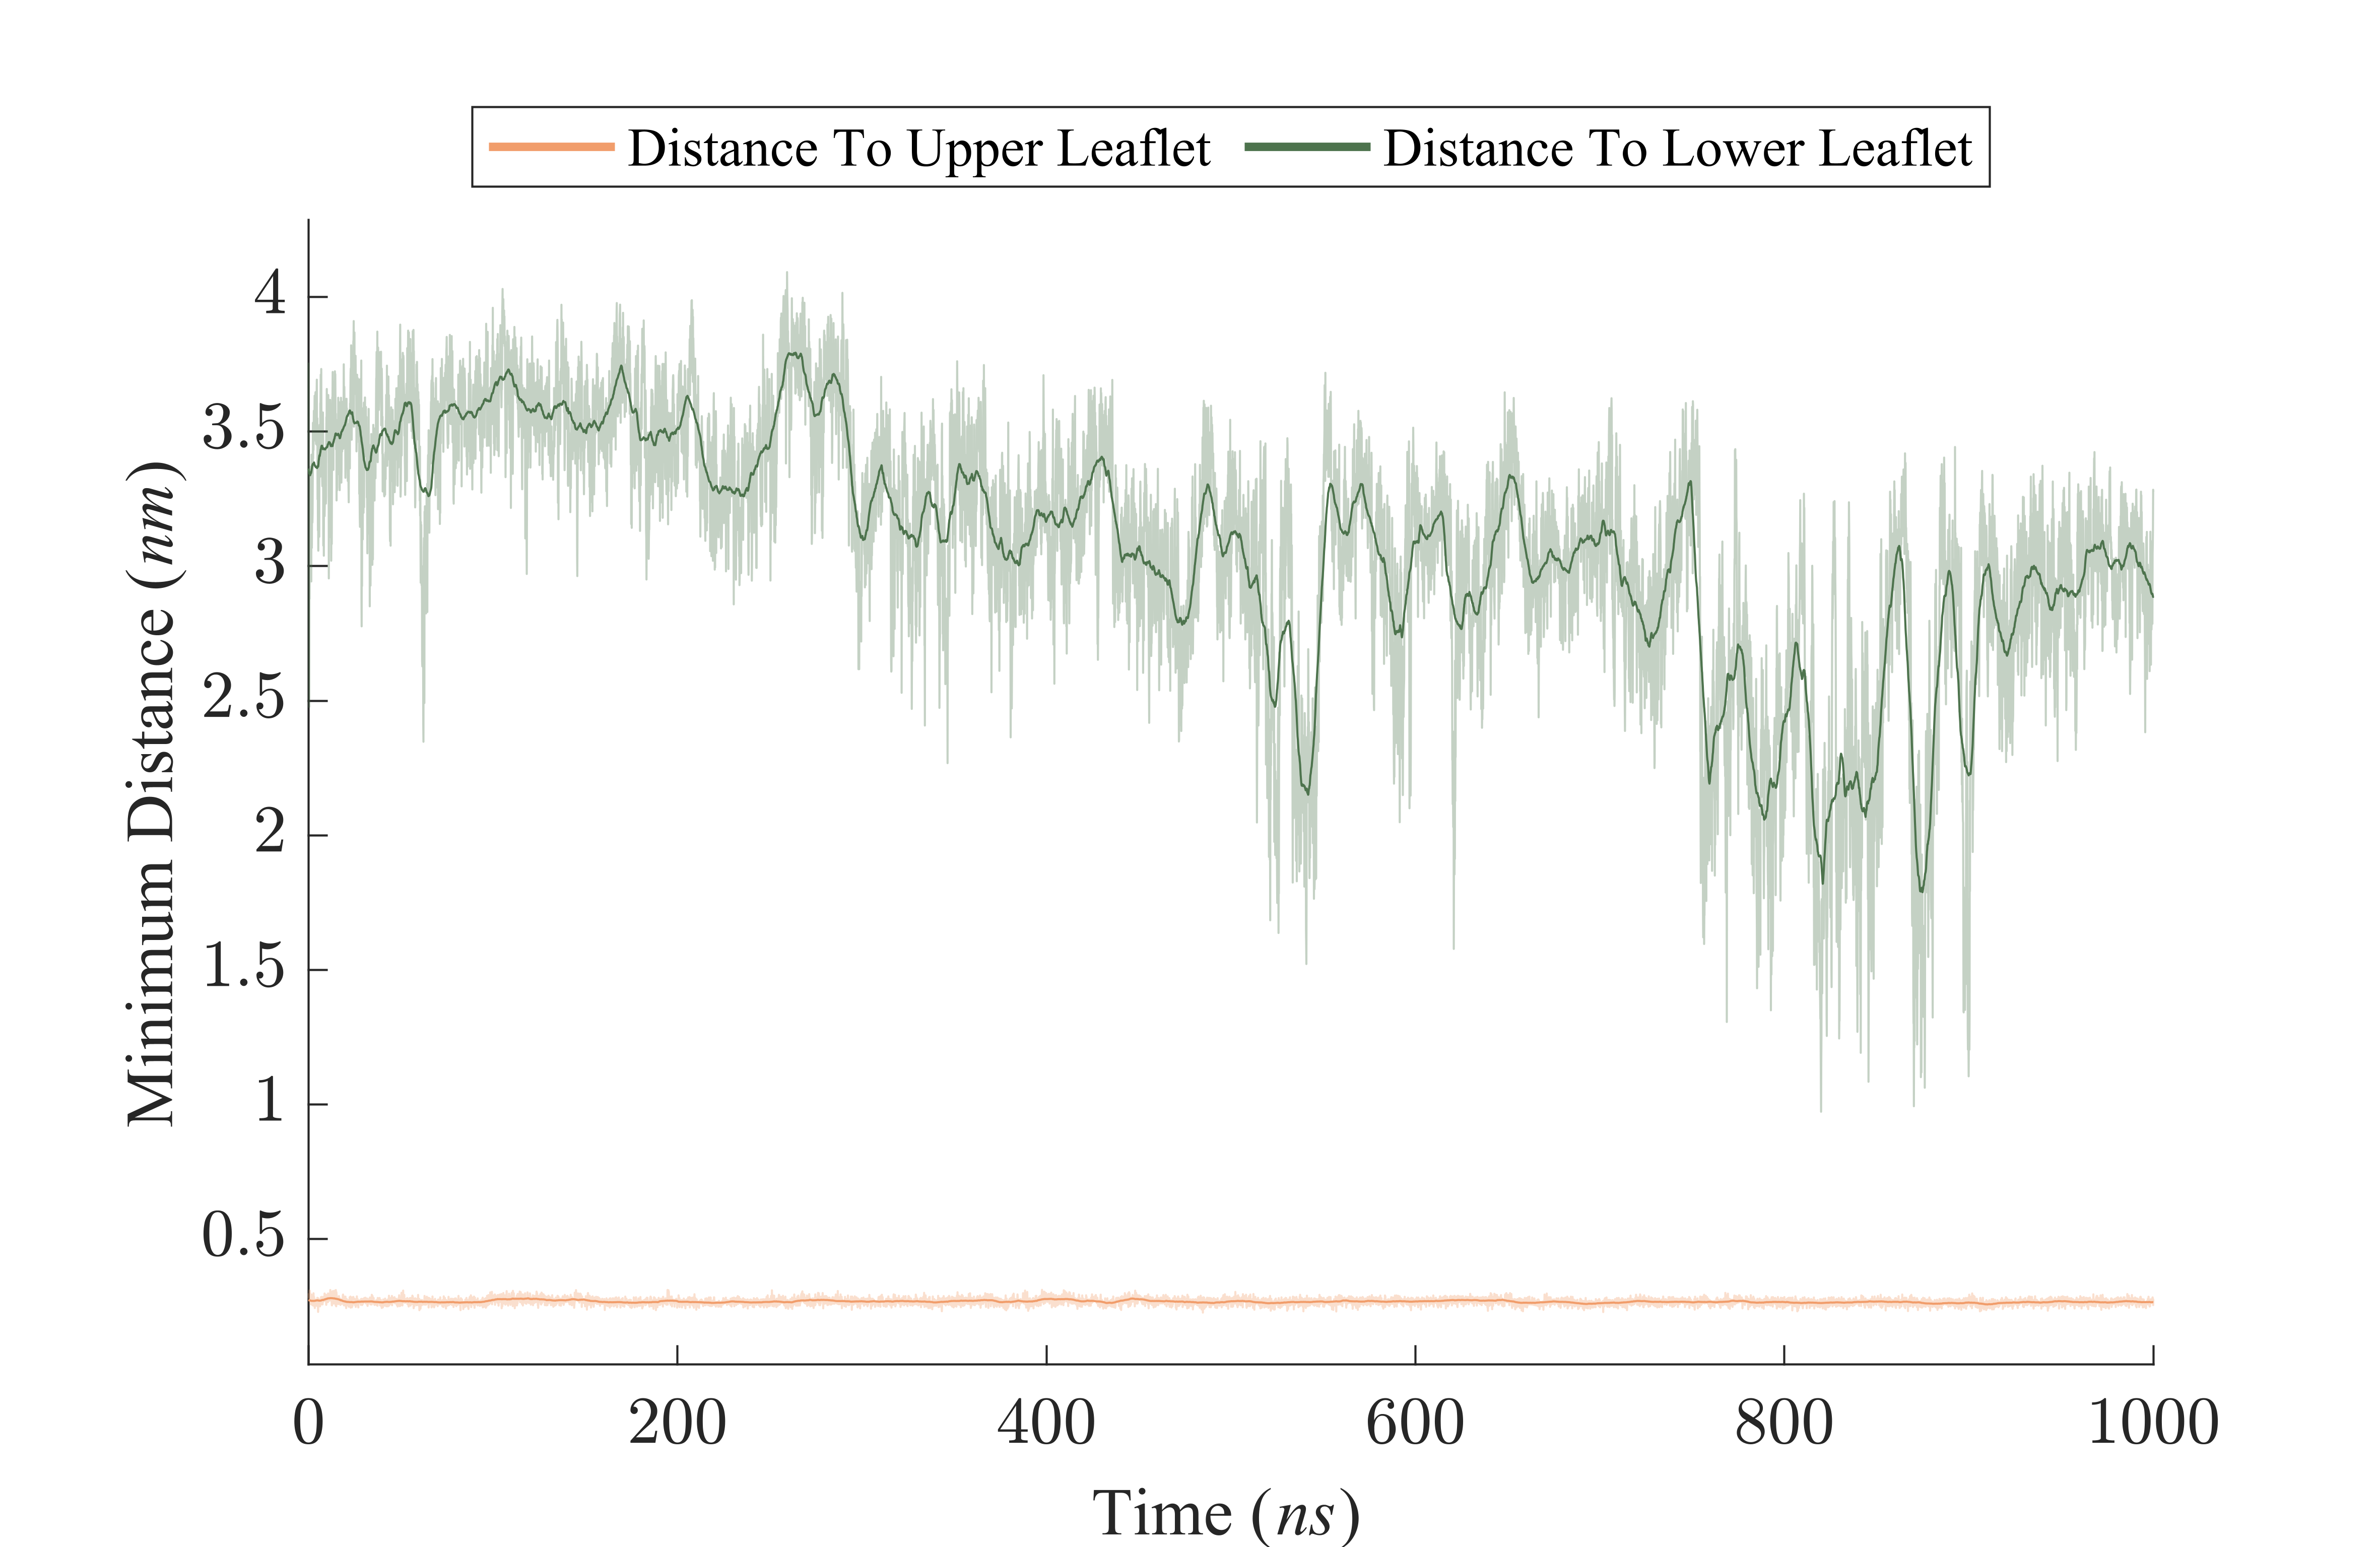 Distance To Upper Leaflet Distance To Lower Leaflet
4
3.5
3
2.5
2
1.5
1
0.5
Minimum Distance (nm)
0 200 400 600 800 1000
Time (ns)